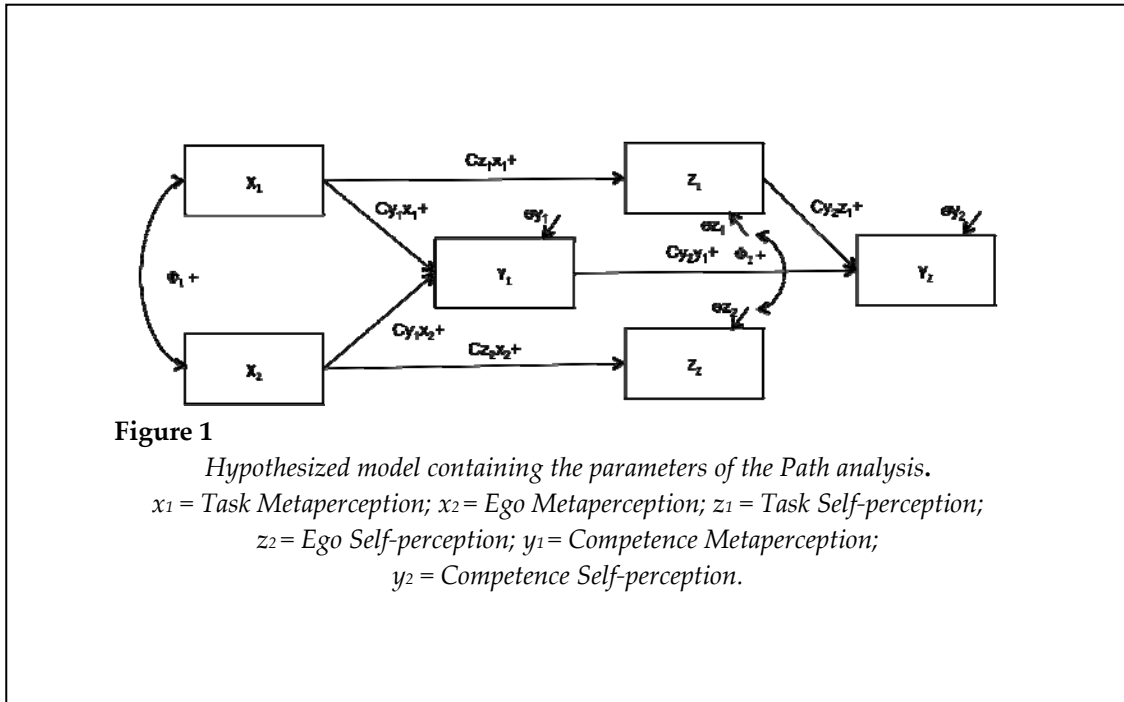 Cz₁x₁+
X₁
Z₁
Cy₁x₁+
Cy₂z₁+
ey₁
ez₁
ey₂
Cy₂y₁+
Φ₂+
Y₁
Y₂
Φ₁+
Cy₁x₂+
ez₂
Cz₂x₂+
X₂
Z₂
Figure 1
Hypothesized model containing the parameters of the Path analysis.
x₁ = Task Metaperception; x₂ = Ego Metaperception; z₁ = Task Self-perception;
z₂ = Ego Self-perception; y₁ = Competence Metaperception;
y₂ = Competence Self-perception.